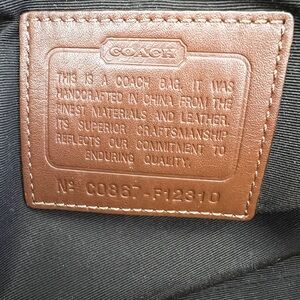 COACH
THIS IS A COACH BAG. IT WAS
HANDCRAFTED IN CHINA FROM THE
FINEST MATERIALS AND LEATHER.
ITS SUPERIOR CRAFTSMANSHIP
REFLECTS OUR COMMITMENT TO
ENDURING QUALITY.
Nº C0867-F12310